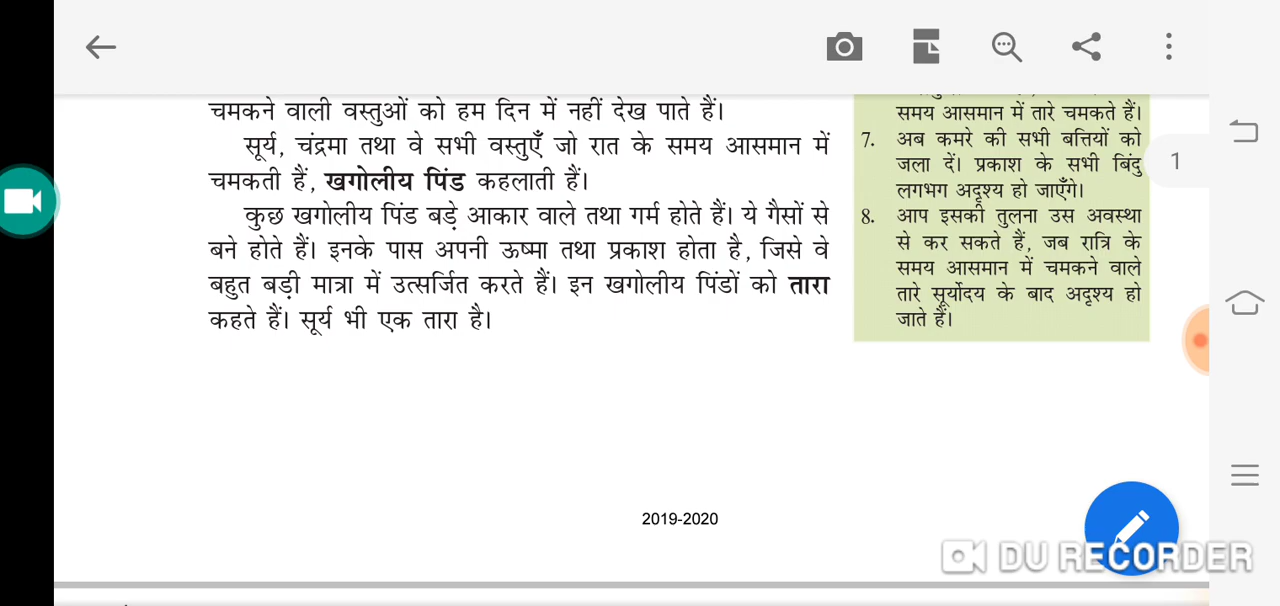 चमकने वाली वस्तुओं को हम दिन में नहीं देख पाते हैं।
सूर्य, चंद्रमा तथा वे सभी वस्तुएँ जो रात के समय आसमान में
चमकती हैं, खगोलीय पिंड कहलाती हैं।
कुछ खगोलीय पिंड बड़े आकार वाले तथा गर्म होते हैं। ये गैसों से
बने होते हैं। इनके पास अपनी ऊष्मा तथा प्रकाश होता है, जिसे वे
बहुत बड़ी मात्रा में उत्सर्जित करते हैं। इन खगोलीय पिंडों को तारा
कहते हैं। सूर्य भी एक तारा है।
समय आसमान में तारे चमकते हैं।
7. अब कमरे की सभी बत्तियों को
जला दें। प्रकाश के सभी बिंदु
लगभग अदृश्य हो जाएँगे।
8. आप इसकी तुलना उस अवस्था
से कर सकते हैं, जब रात्रि के
समय आसमान में चमकने वाले
तारे सूर्योदय के बाद अदृश्य हो
जाते हैं।
1
2019-2020
DU RECORDER